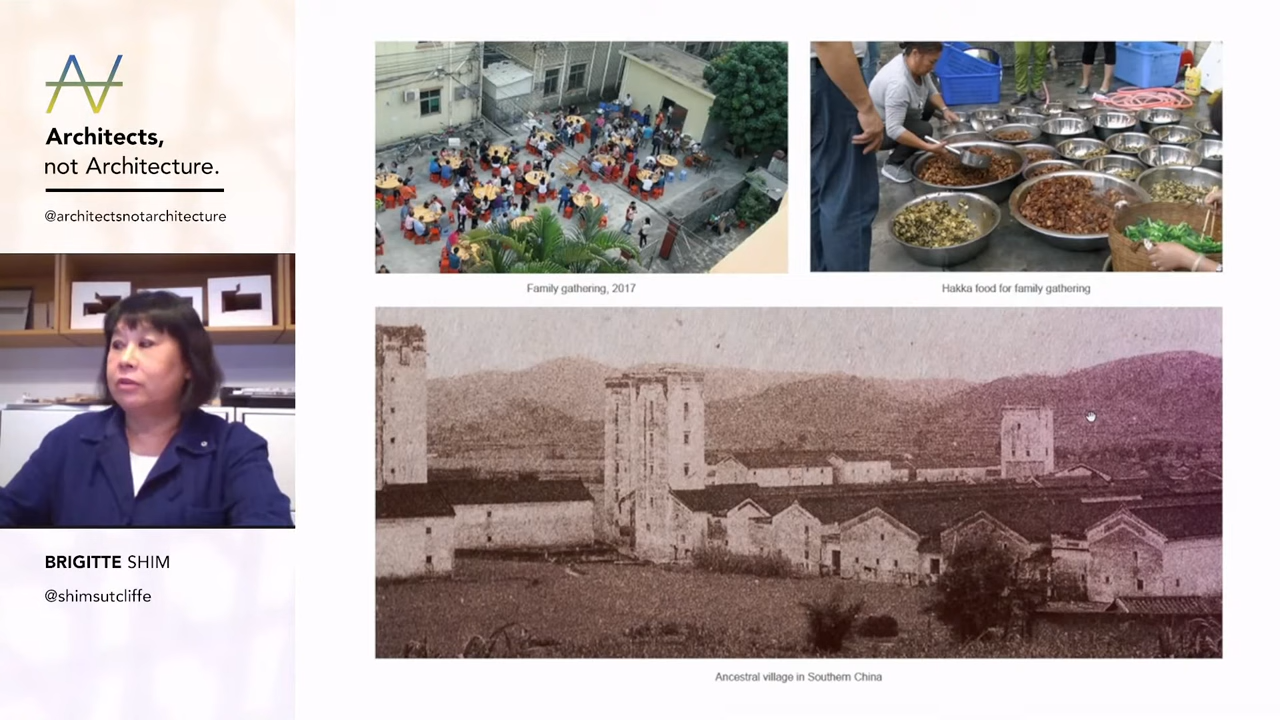 Architects,
not Architecture.
@architectsnotarchitecture
BRIGITTE SHIM
@shimsutcliffe
Family gathering, 2017
Hakka food for family gathering
Ancestral village in Southern China